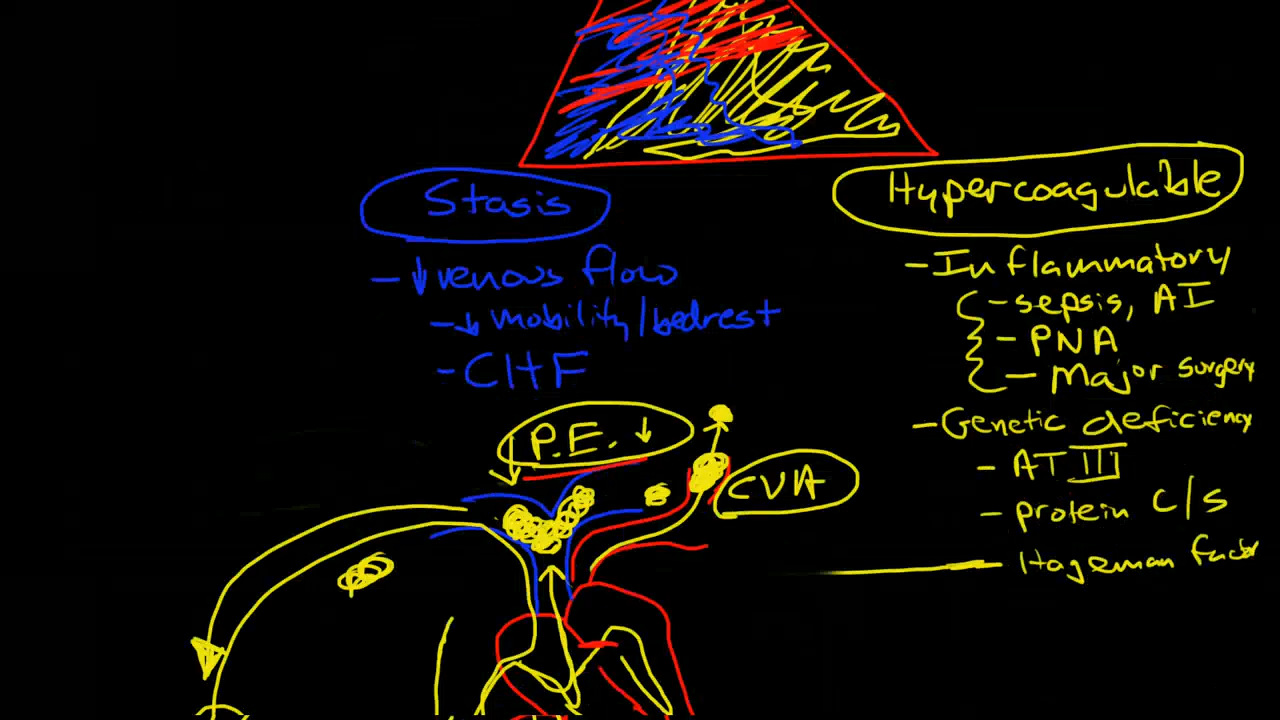 Stasis
- ↓ venous flow
- ↓ mobility/bedrest
- CHF
Hypercoagulable
- Inflammatory
- sepsis, AI
- PNA
- Major surgery
- Genetic deficiency
- AT III
- protein C/S
- Hageman factor
↓ P.E. ↓
CVA